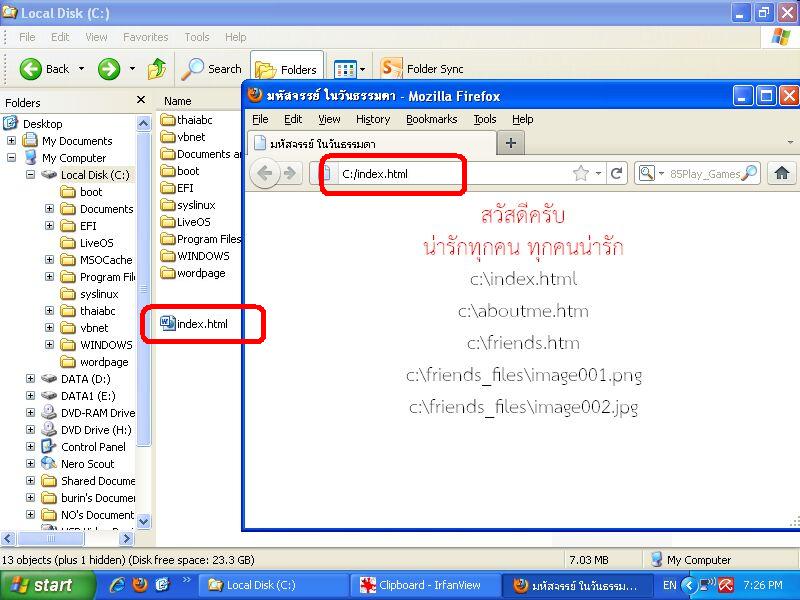 Local Disk (C:)
File Edit View Favorites Tools Help
Back Search Folders Folder Sync
Folders
Desktop
My Documents
My Computer
Local Disk (C:)
boot
Documents
EFI
LiveOS
MSOCache
Program Fil
syslinux
thaiabc
vbnet
WINDOWS
wordpage
DATA (D:)
DATA1 (E:)
DVD-RAM Drive
DVD Drive (H:)
Control Panel
Nero Scout
Shared Docume
burin's Documen
NO's Document
Name
thaiabc
vbnet
Documents an
boot
EFI
syslinux
LiveOS
Program Files
WINDOWS
wordpage
index.html
มหัสจรรย์ ในวันธรรมดา - Mozilla Firefox
File Edit View History Bookmarks Tools Help
มหัสจรรย์ ในวันธรรมดา
C:/index.html
85Play_Games
สวัสดีครับ
น่ารักทุกคน ทุกคนน่ารัก
c:\index.html
c:\aboutme.htm
c:\friends.htm
c:\friends_files\image001.png
c:\friends_files\image002.jpg
13 objects (plus 1 hidden) (Disk free space: 23.3 GB) 7.03 MB My Computer
start Local Disk (C:) Clipboard - IrfanView มหัสจรรย์ ในวันธรรม... EN 7:26 PM